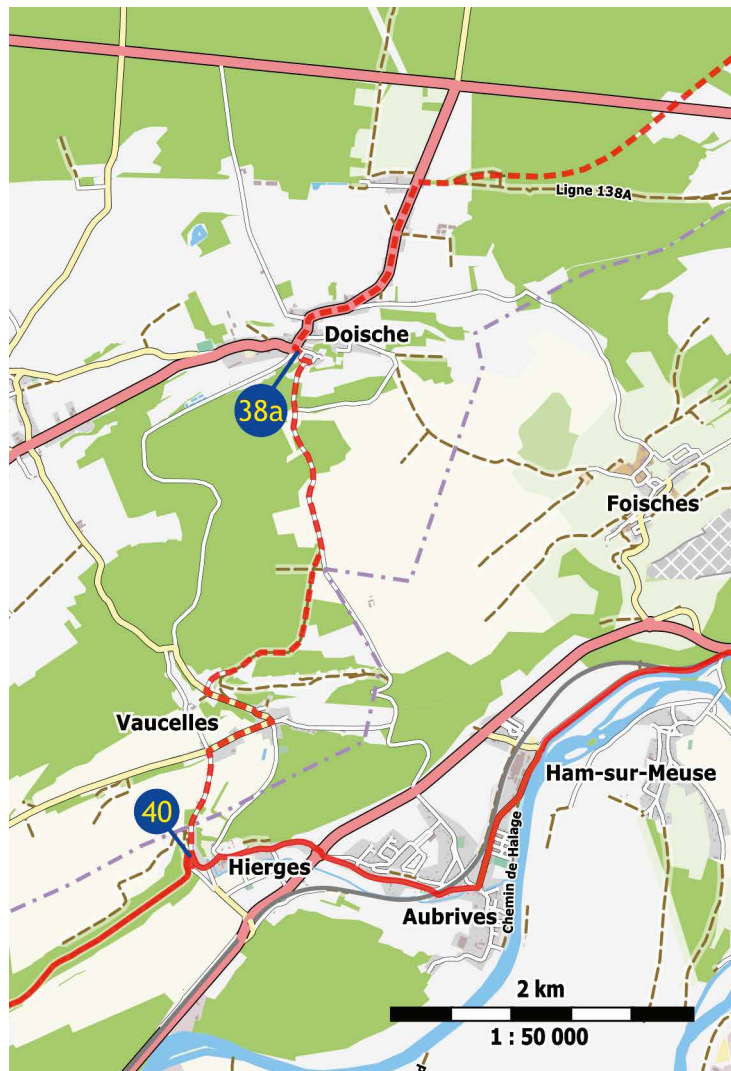 Ligne 138A
Doische
38a
Foisches
Vaucelles
Ham-sur-Meuse
40
Hierges
Chemin de Halage
Aubrives
2 km
1 : 50 000